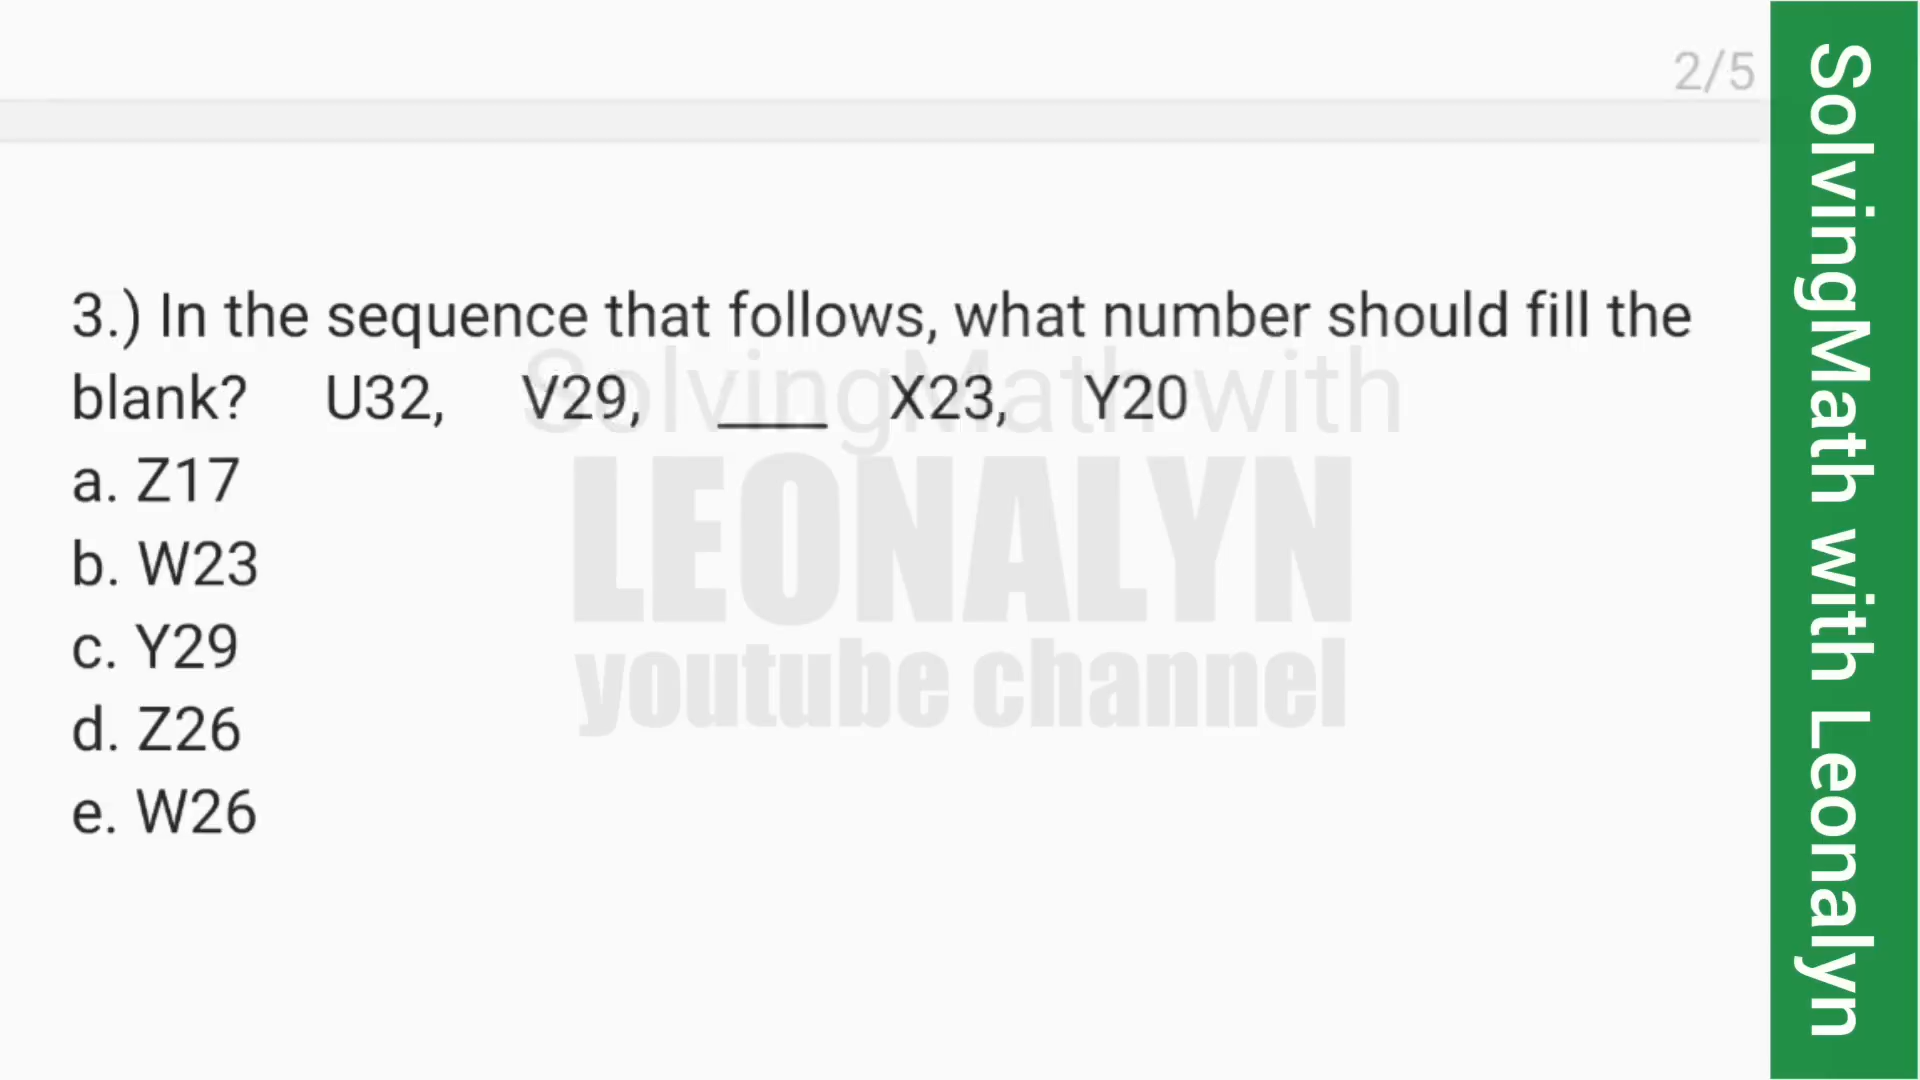 2/5
3.) In the sequence that follows, what number should fill the
blank? U32, V29, ____ X23, Y20
a. Z17
b. W23
c. Y29
d. Z26
e. W26
SolvingMath with
LEONALYN
youtube channel
SolvingMath with Leonalyn